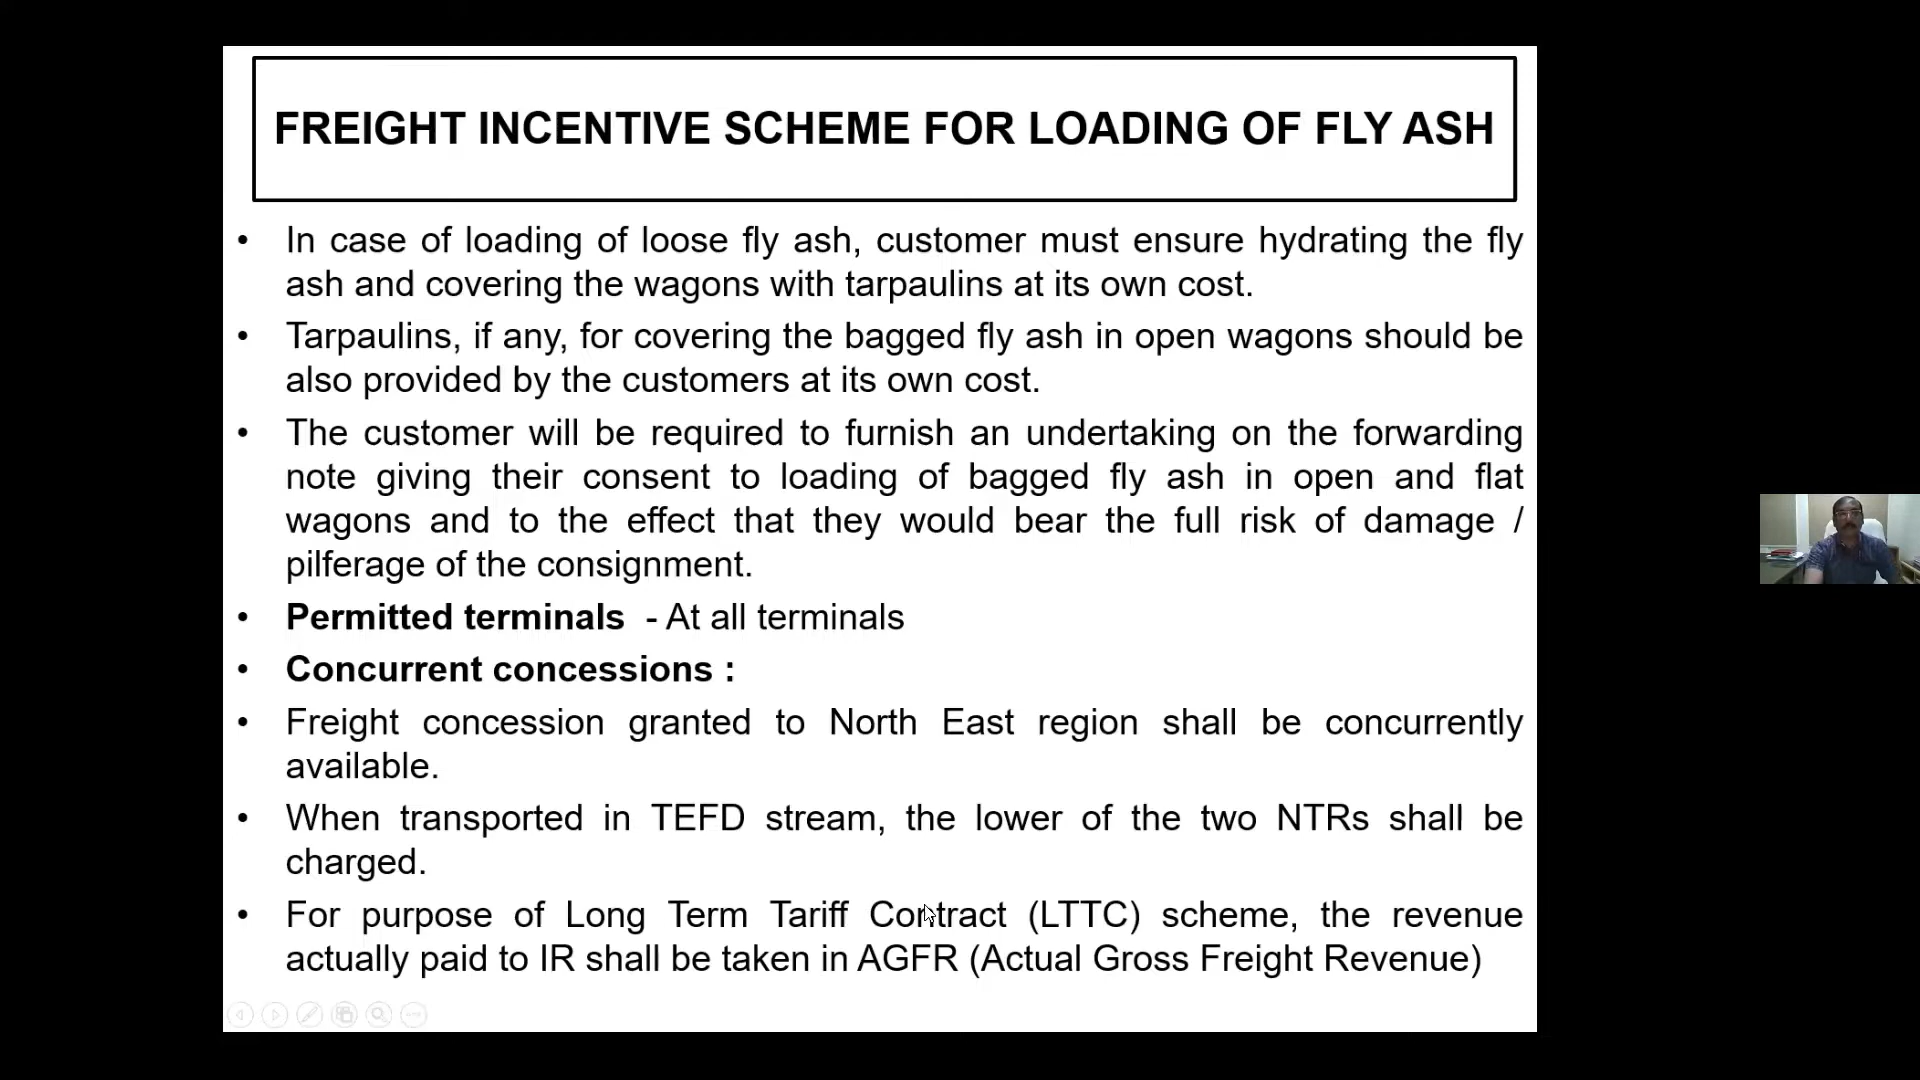 FREIGHT INCENTIVE SCHEME FOR LOADING OF FLY ASH
• In case of loading of loose fly ash, customer must ensure hydrating the fly
ash and covering the wagons with tarpaulins at its own cost.
• Tarpaulins, if any, for covering the bagged fly ash in open wagons should be
also provided by the customers at its own cost.
• The customer will be required to furnish an undertaking on the forwarding
note giving their consent to loading of bagged fly ash in open and flat
wagons and to the effect that they would bear the full risk of damage /
pilferage of the consignment.
• Permitted terminals - At all terminals
• Concurrent concessions :
• Freight concession granted to North East region shall be concurrently
available.
• When transported in TEFD stream, the lower of the two NTRs shall be
charged.
• For purpose of Long Term Tariff Contract (LTTC) scheme, the revenue
actually paid to IR shall be taken in AGFR (Actual Gross Freight Revenue)